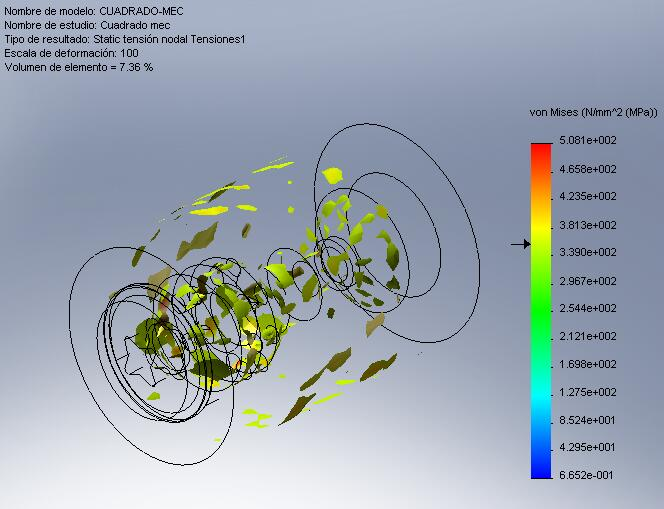 Nombre de modelo: CUADRADO-MEC
Nombre de estudio: Cuadrado mec
Tipo de resultado: Static tensión nodal Tensiones1
Escala de deformación: 100
Volumen de elemento = 7.36 %
von Mises (N/mm^2 (MPa))
5.081e+002
4.658e+002
4.235e+002
3.813e+002
3.390e+002
2.967e+002
2.544e+002
2.121e+002
1.698e+002
1.275e+002
8.524e+001
4.295e+001
6.652e-001